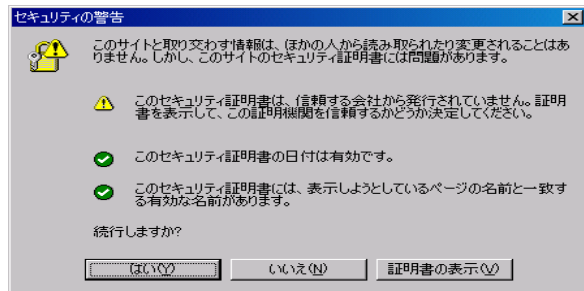 セキュリティの警告
このサイトと取り交わす情報は、ほかの人から読み取られたり変更されることはあ
りません。しかし、このサイトのセキュリティ証明書には問題があります。
このセキュリティ証明書は、信頼する会社から発行されていません。証明
書を表示して、この証明機関を信頼するかどうか決定してください。
このセキュリティ証明書の日付は有効です。
このセキュリティ証明書には、表示しようとしているページの名前と一致す
る有効な名前があります。
続行しますか?
はい(Y) いいえ(N) 証明書の表示(V)